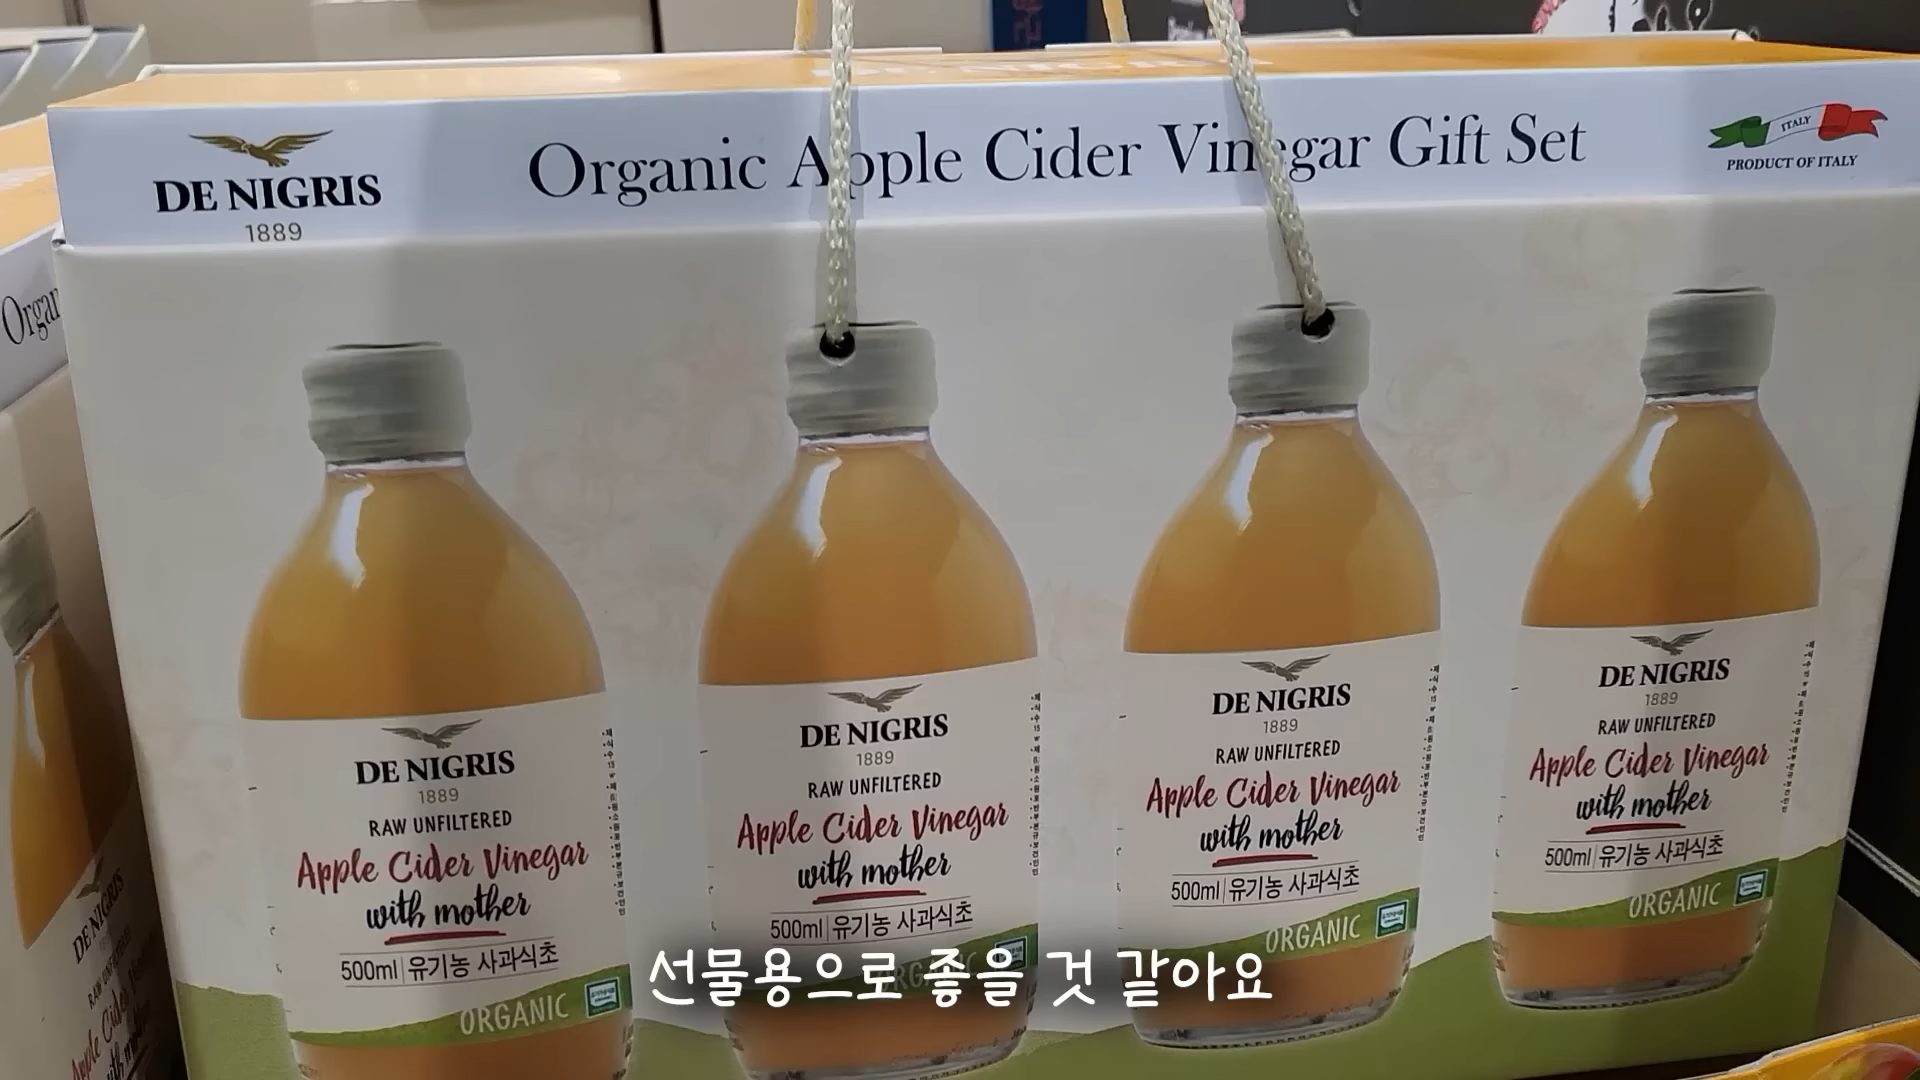 DE NIGRIS
1889
Organic Apple Cider Vinegar Gift Set
ITALY
PRODUCT OF ITALY
DE NIGRIS
1889
RAW UNFILTERED
Apple Cider Vinegar
with mother
500ml 유기농 사과식초
ORGANIC
DE NIGRIS
1889
RAW UNFILTERED
Apple Cider Vinegar
with mother
500ml 유기농 사과식초
ORGANIC
DE NIGRIS
1889
RAW UNFILTERED
Apple Cider Vinegar
with mother
500ml 유기농 사과식초
ORGANIC
DE NIGRIS
1889
RAW UNFILTERED
Apple Cider Vinegar
with mother
500ml 유기농 사과식초
ORGANIC
DE NIGRIS
선물용으로 좋을 것 같아요